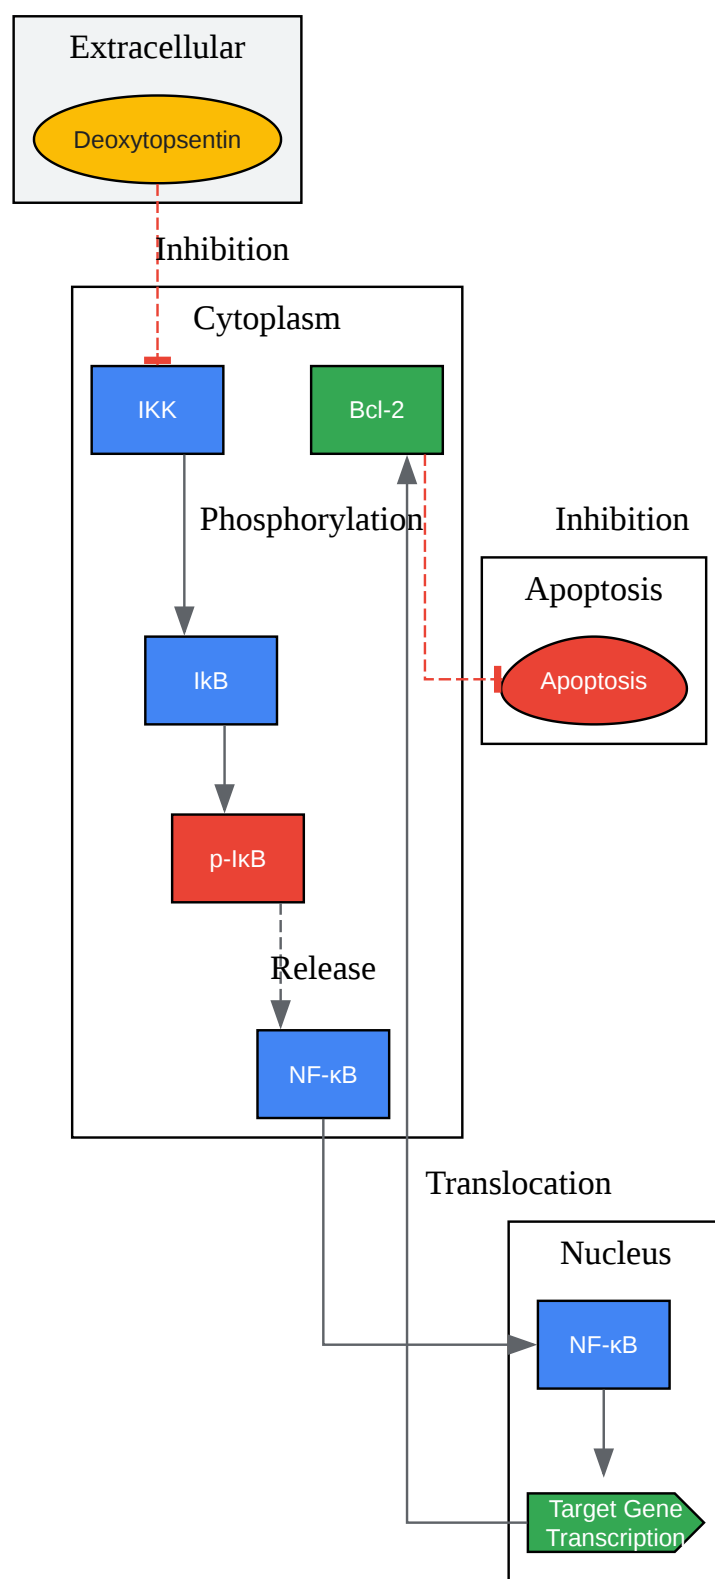 Extracellular
Deoxytopsentin
Inhibition
Cytoplasm
IKK
Bcl-2
Phosphorylation
Inhibition
Apoptosis
IkB
Apoptosis
p-IκB
Release
NF-κB
Translocation
Nucleus
NF-κB
Target Gene
Transcription